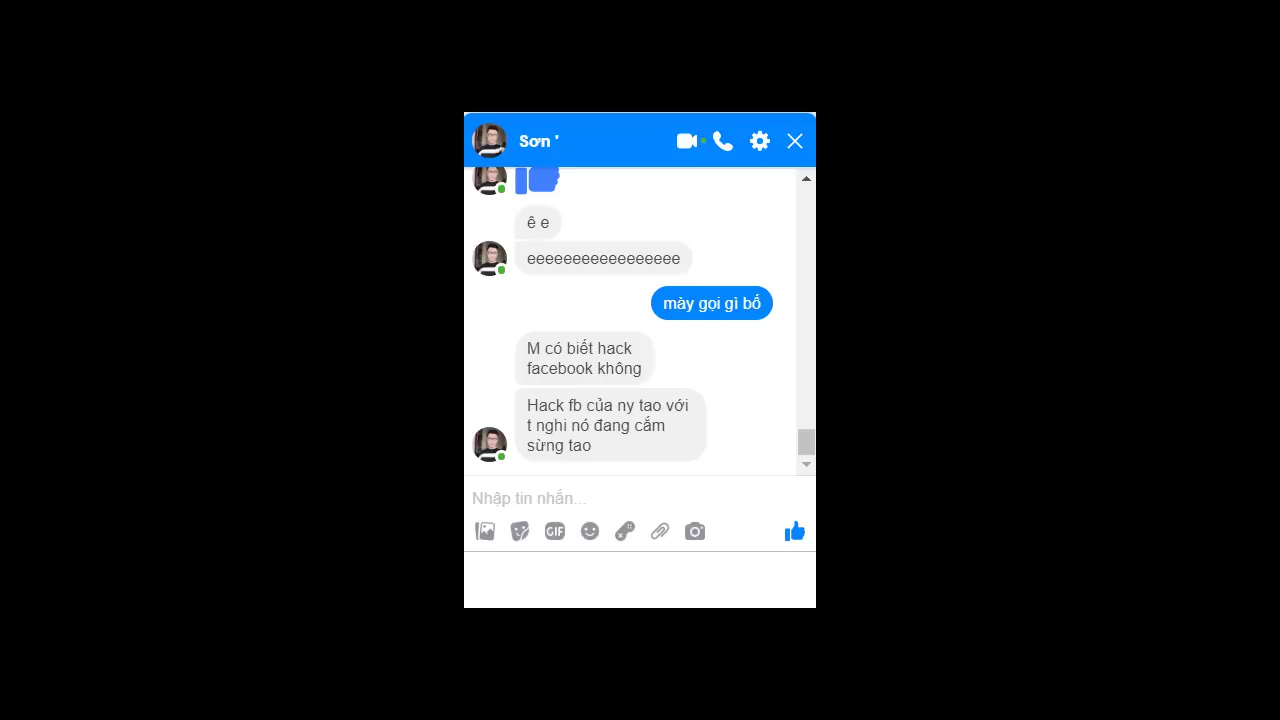 Sơn '
ê e
eeeeeeeeeeeeeeeee
mày gọi gì bố
M có biết hack
facebook không
Hack fb của ny tao với
t nghi nó đang cắm
sừng tao
Nhập tin nhắn...
GIF